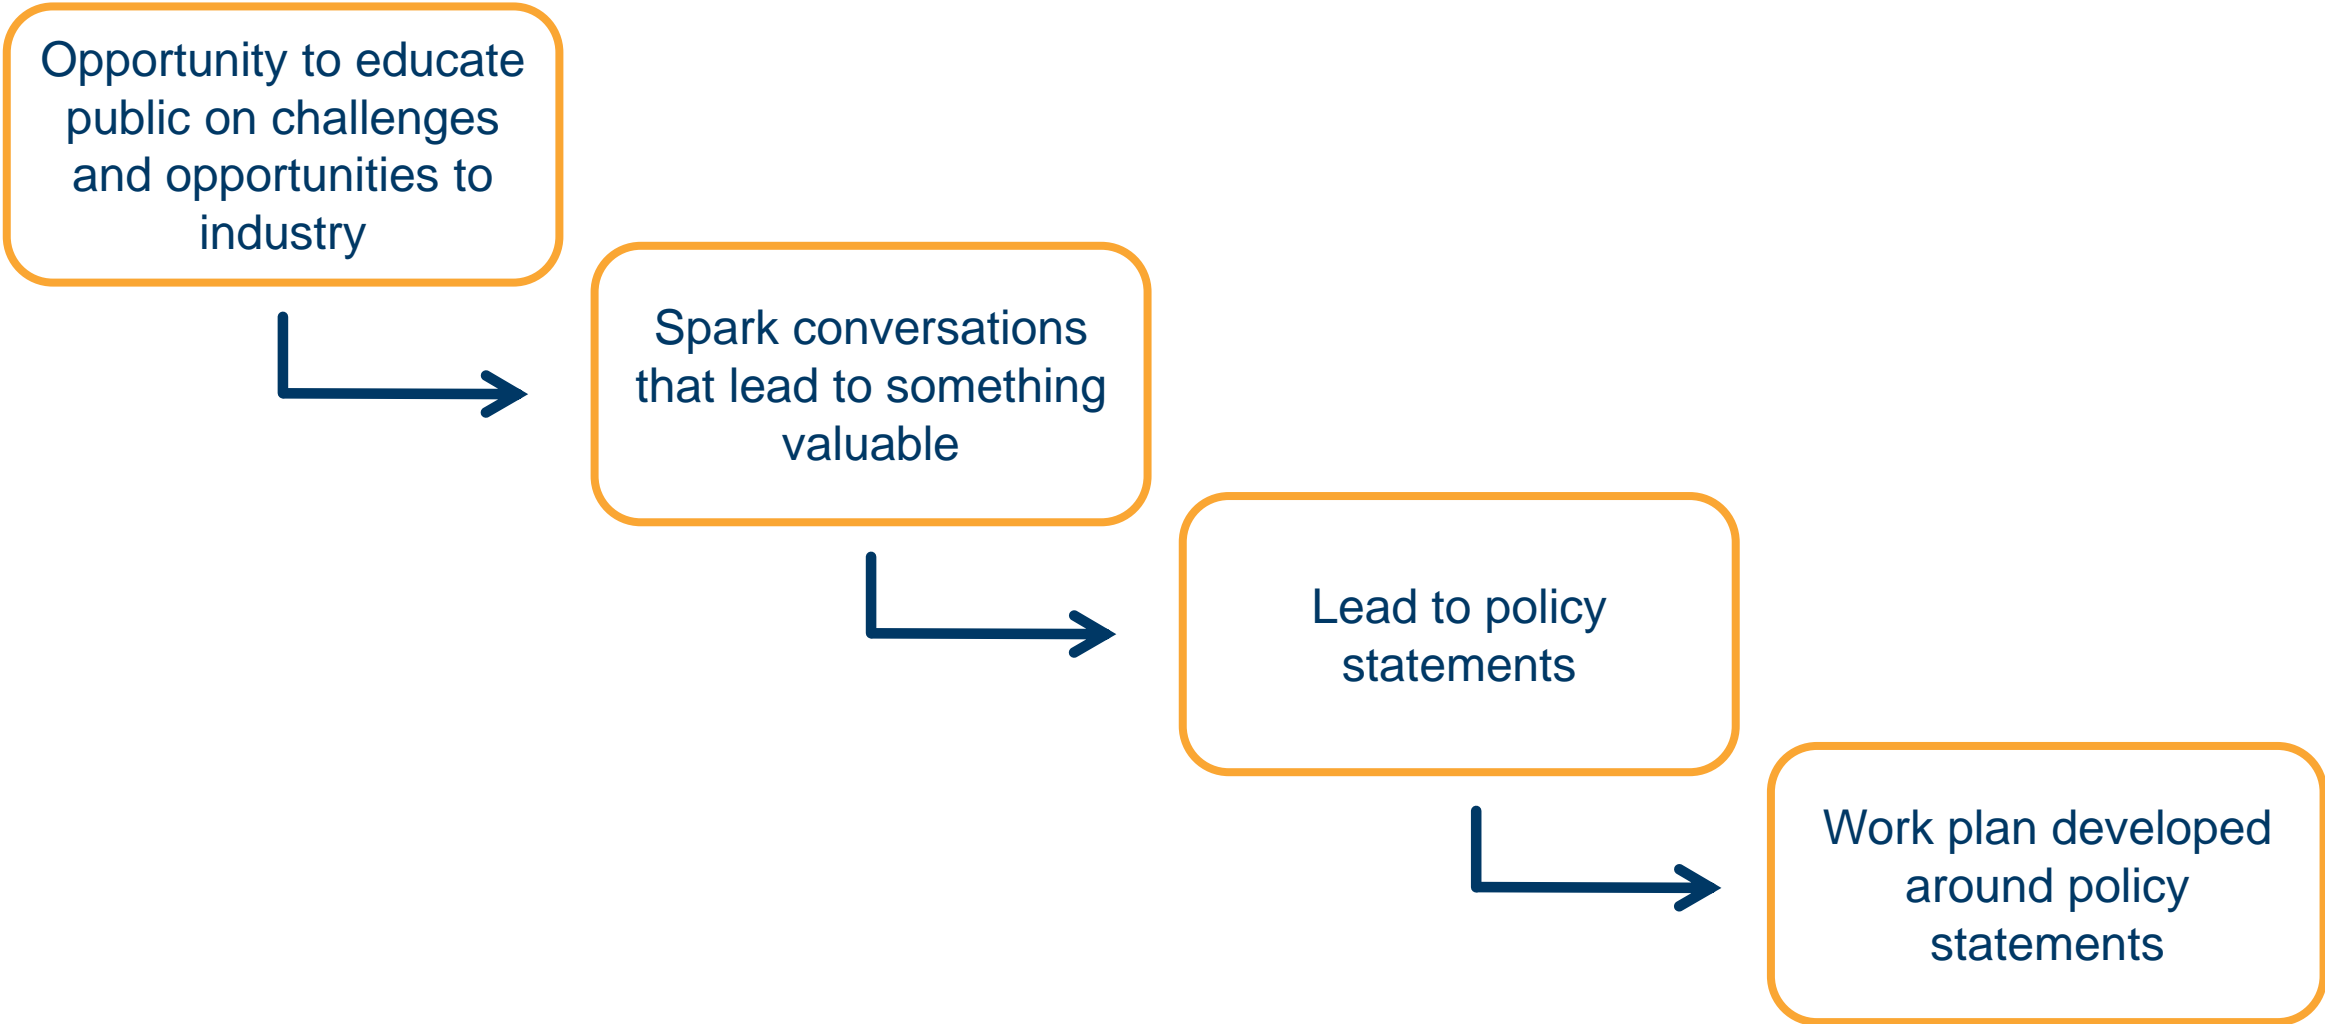 Opportunity to educate
public on challenges
and opportunities to
industry
Spark conversations
that lead to something
valuable
Lead to policy
statements
Work plan developed
around policy
statements